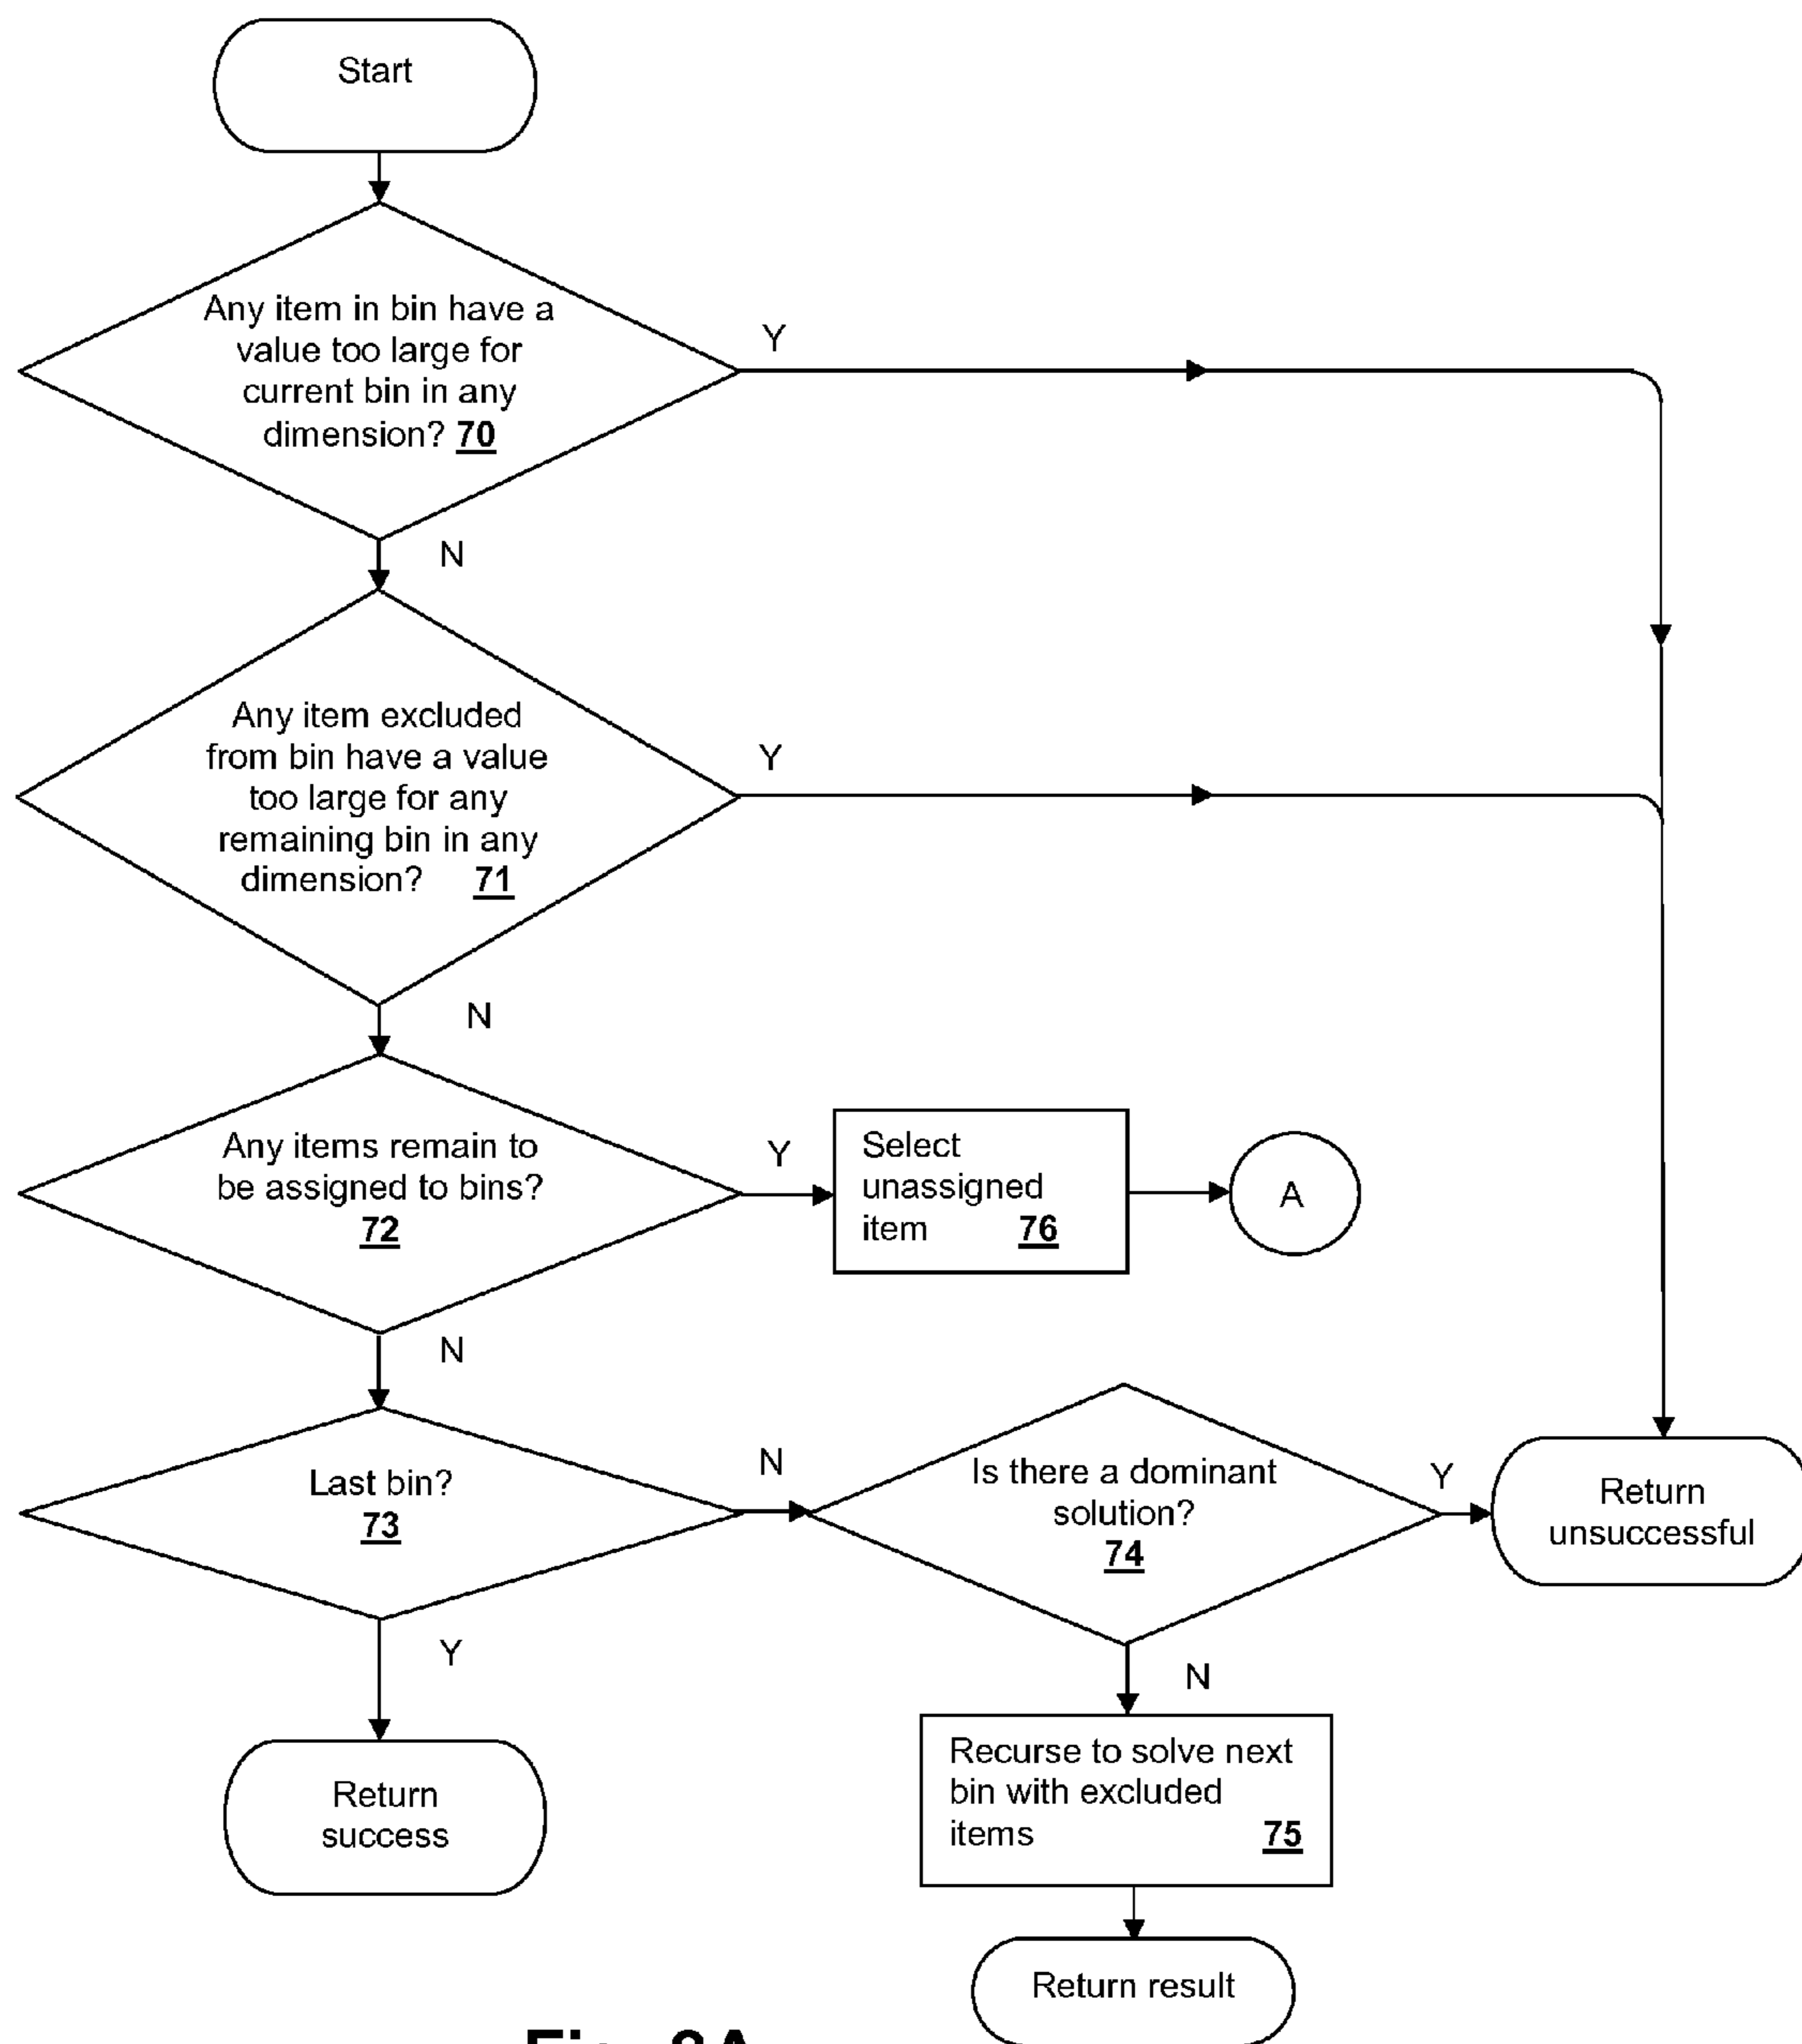 Start
Any item in bin have a
value too large for
current bin in any
dimension? 70
Y
N
Any item excluded
from bin have a value
too large for any
remaining bin in any
dimension? 71
Y
N
Any items remain to
be assigned to bins?
72
Y
Select
unassigned
item 76
A
N
Last bin?
73
N
Is there a dominant
solution?
74
Y
Return
unsuccessful
Y
N
Return
success
Recurse to solve next
bin with excluded
items 75
Return result